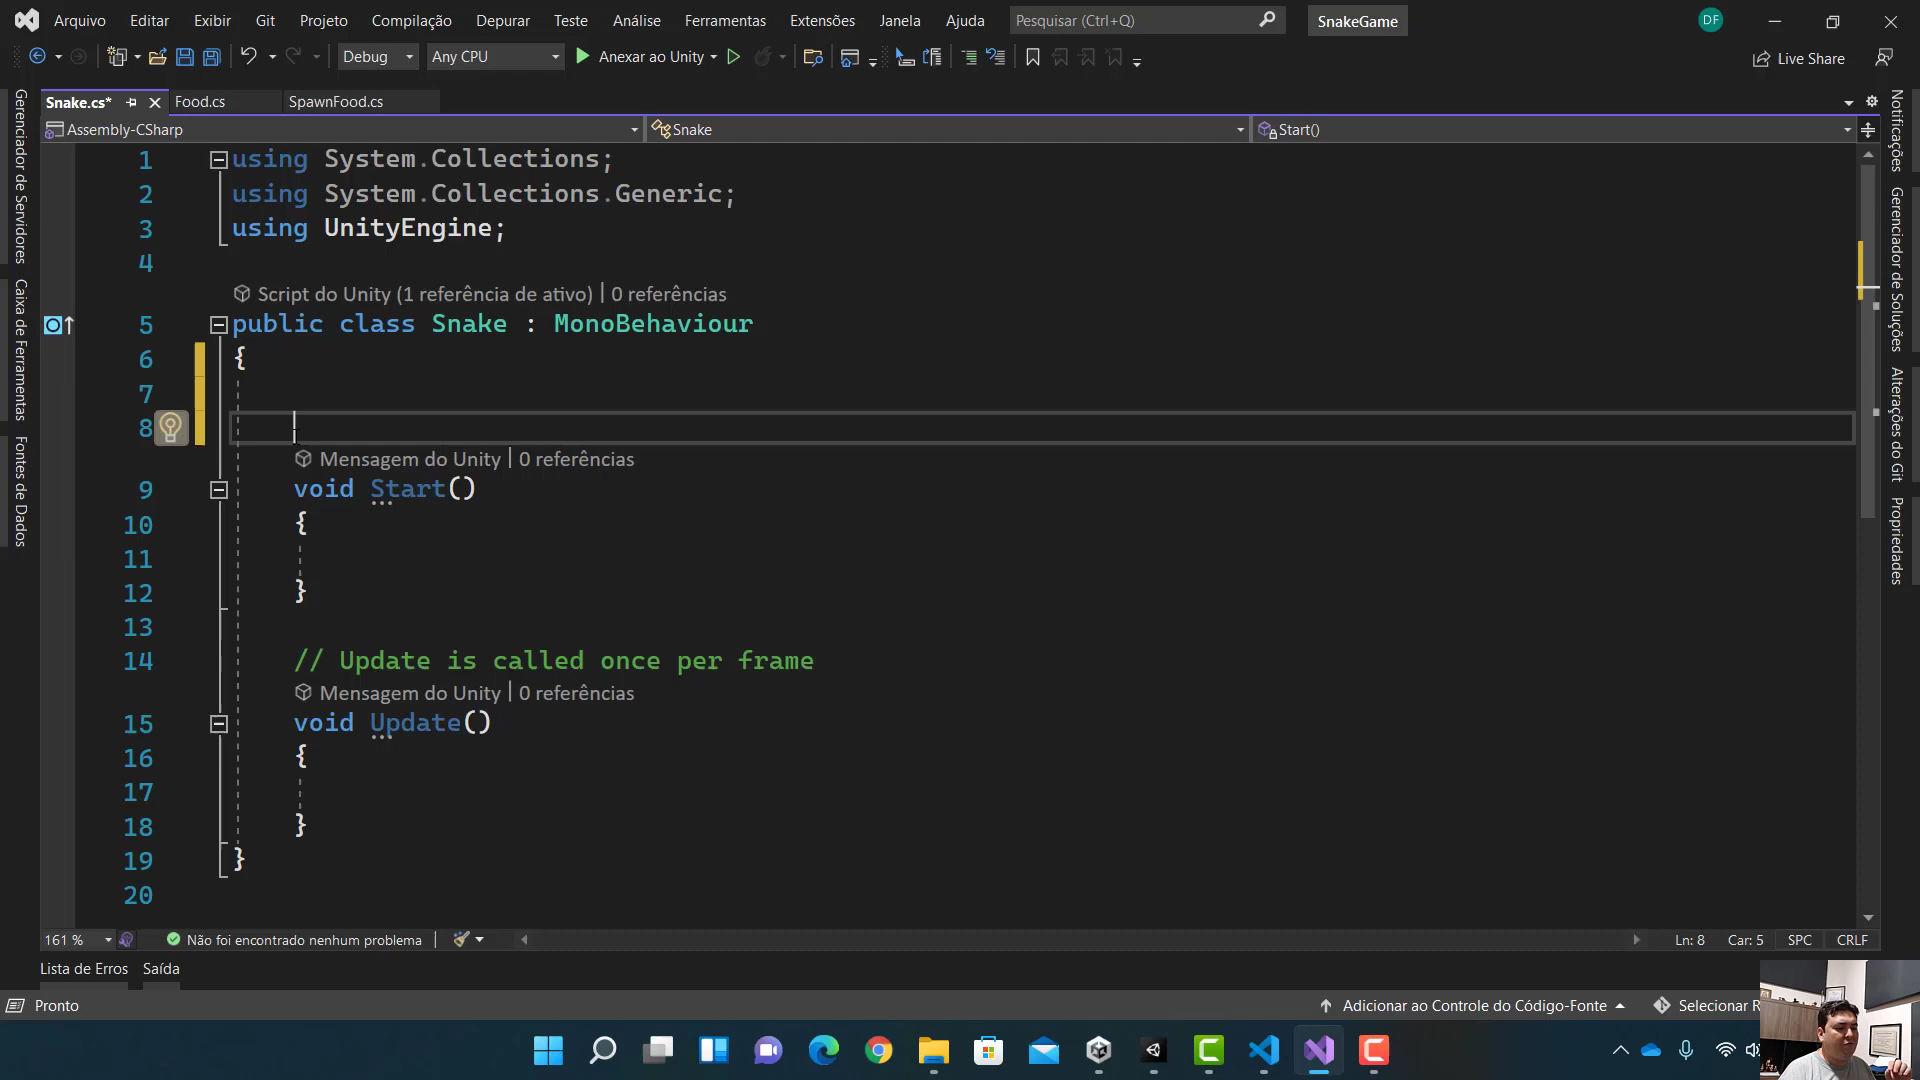 Arquivo Editar Exibir Git Projeto Compilação Depurar Teste Análise Ferramentas Extensões Janela Ajuda Pesquisar (Ctrl+Q) SnakeGame DF
Debug Any CPU Anexar ao Unity Live Share
Snake.cs* Food.cs SpawnFood.cs
Assembly-CSharp Snake Start()
1 using System.Collections;
2 using System.Collections.Generic;
3 using UnityEngine;
4
Script do Unity (1 referência de ativo) | 0 referências
5 public class Snake : MonoBehaviour
6 {
7
8
Mensagem do Unity | 0 referências
9 void Start()
10 {
11
12 }
13
14 // Update is called once per frame
Mensagem do Unity | 0 referências
15 void Update()
16 {
17
18 }
19 }
20
161 % Não foi encontrado nenhum problema Ln: 8 Car: 5 SPC CRLF
Lista de Erros Saída
Pronto Adicionar ao Controle do Código-Fonte Selecionar R
Gerenciador de Servidores
Caixa de Ferramentas
Fontes de Dados
Notificações
Gerenciador de Soluções
Alterações do Git
Propriedades